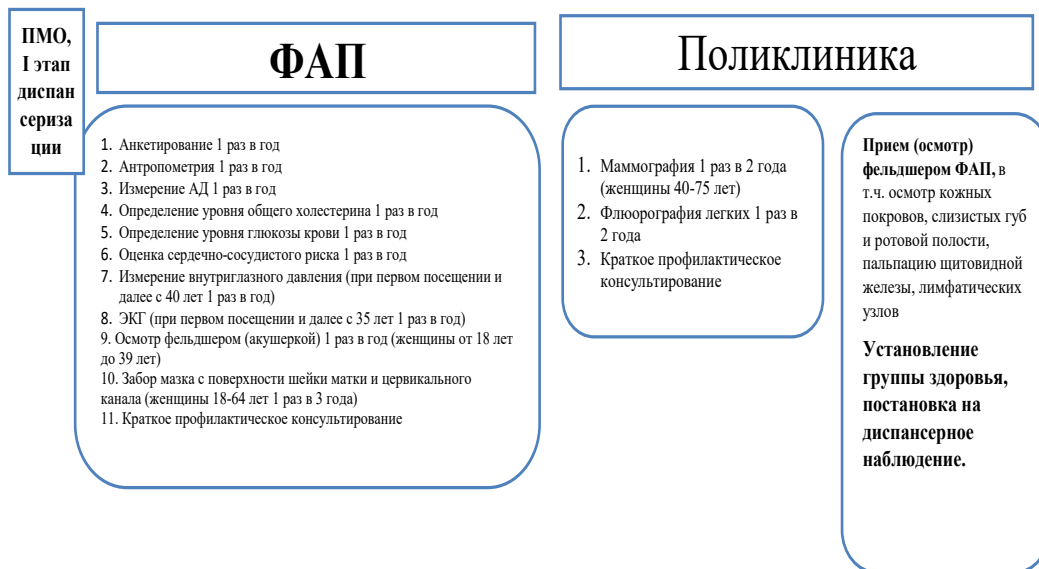 ПМО,
I этап
диспан
сериза
ции
ФАП
Поликлиника
1. Анкетирование 1 раз в год
2. Антропометрия 1 раз в год
3. Измерение АД 1 раз в год
4. Определение уровня общего холестерина 1 раз в год
5. Определение уровня глюкозы крови 1 раз в год
6. Оценка сердечно-сосудистого риска 1 раз в год
7. Измерение внутриглазного давления (при первом посещении и
далее с 40 лет 1 раз в год)
8. ЭКГ (при первом посещении и далее с 35 лет 1 раз в год)
9. Осмотр фельдшером (акушеркой) 1 раз в год (женщины от 18 лет
до 39 лет)
10. Забор мазка с поверхности шейки матки и цервикального
канала (женщины 18-64 лет 1 раз в 3 года)
11. Краткое профилактическое консультирование
1. Маммография 1 раз в 2 года
(женщины 40-75 лет)
2. Флюорография легких 1 раз в
2 года
3. Краткое профилактическое
консультирование
Прием (осмотр)
фельдшером ФАП, в
т.ч. осмотр кожных
покровов, слизистых губ
и ротовой полости,
пальпацию щитовидной
железы, лимфатических
узлов
Установление
группы здоровья,
постановка на
диспансерное
наблюдение.